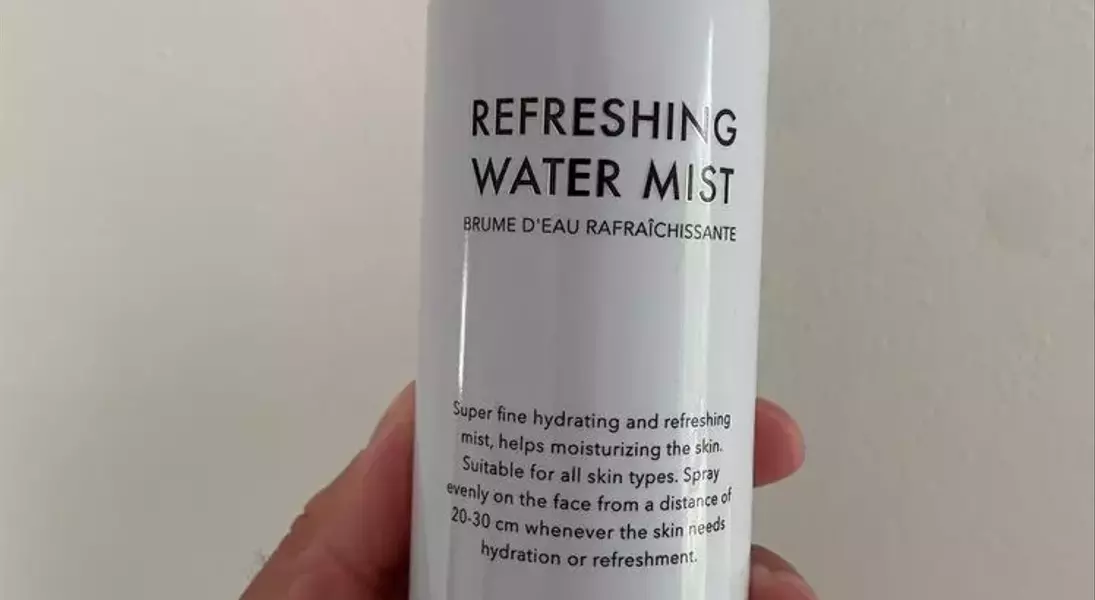 REFRESHING
WATER MIST
BRUME D'EAU RAFRAÎCHISSANTE
Super fine hydrating and refreshing
mist, helps moisturizing the skin.
Suitable for all skin types. Spray
evenly on the face from a distance of
20-30 cm whenever the skin needs
hydration or refreshment.